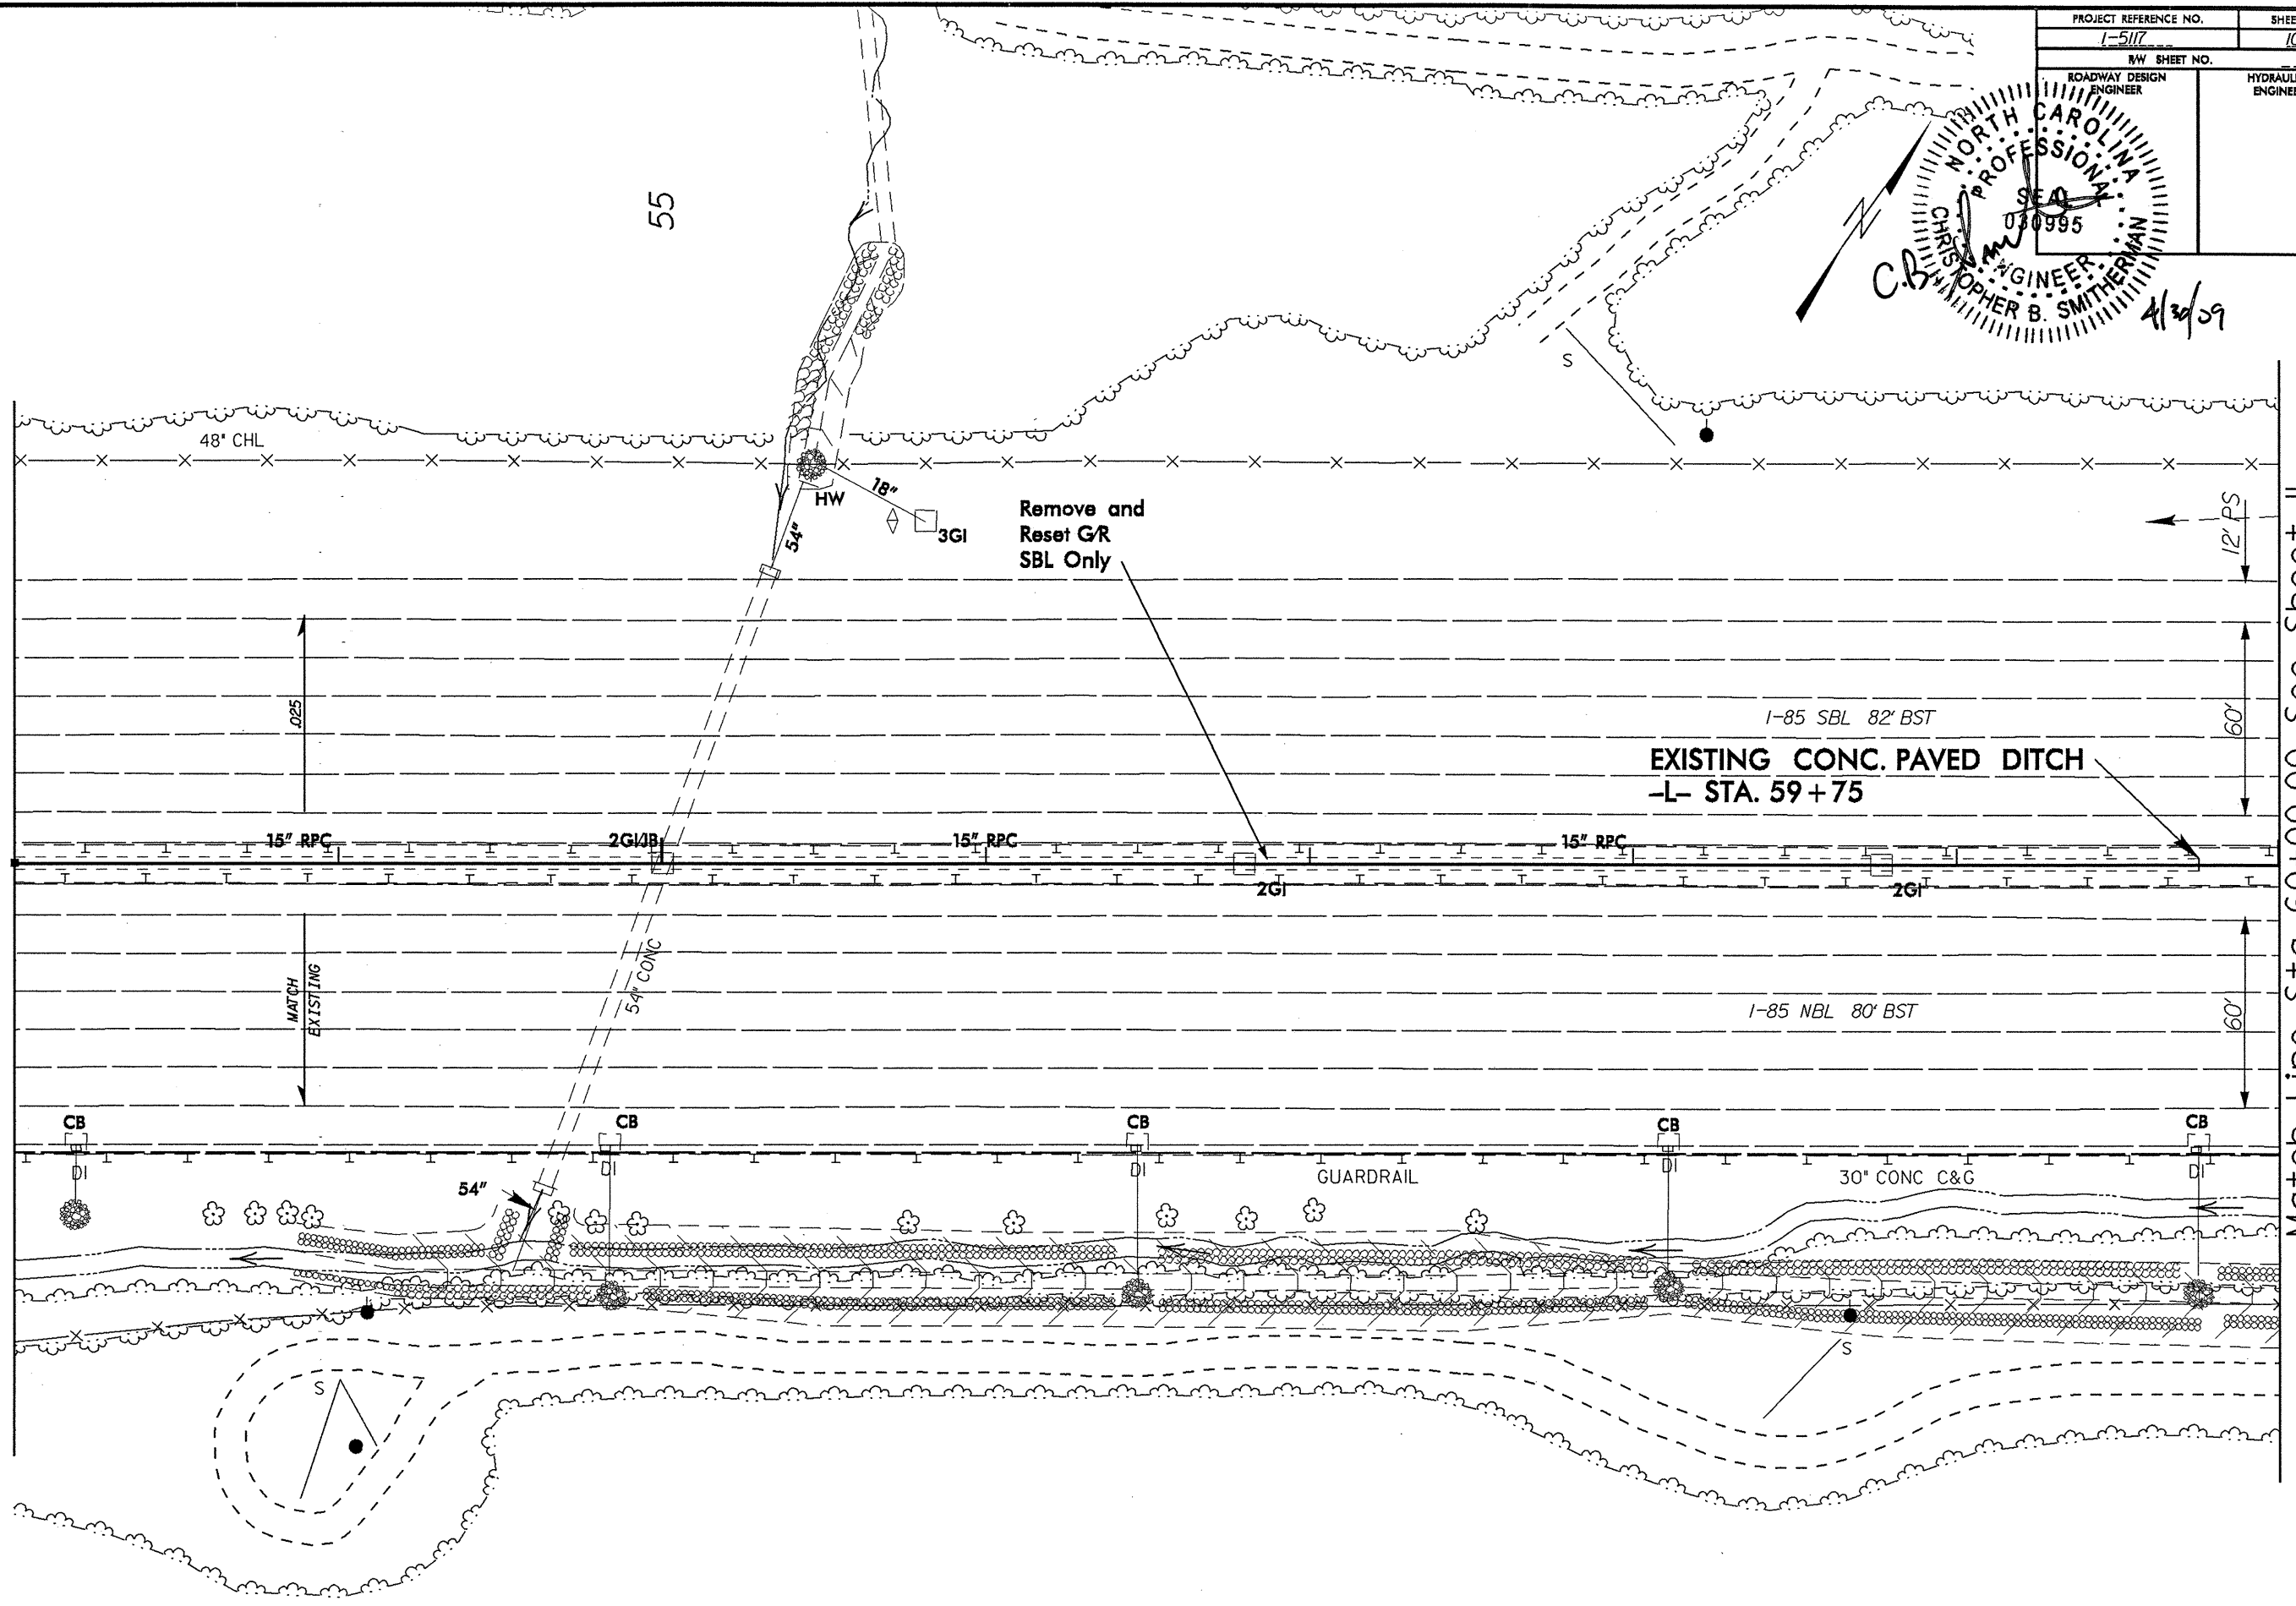 PROJECT REFERENCE NO.
I-5117
R/W SHEET NO.
ROADWAY DESIGN
ENGINEER
NORTH CAROLINA
PROFESSIONAL
SEAL
030995
ENGINEER
CHRISTOPHER B. SMITHERMAN
C.B.
4/30/09
55
S
48" CHL
HW
18"
3GI
54"
Remove and
Reset G/R
SBL Only
12' PS
.025
I-85 SBL 82' BST
60'
EXISTING CONC. PAVED DITCH
-L- STA. 59+75
15" RPC
2GI/JB
15" RPC
15" RPC
2GI
2GI
54" CONC
MATCH
EXISTING
I-85 NBL 80' BST
60'
CB
CB
CB
CB
CB
DI
DI
DI
DI
DI
GUARDRAIL
30" CONC C&G
54"
S
S